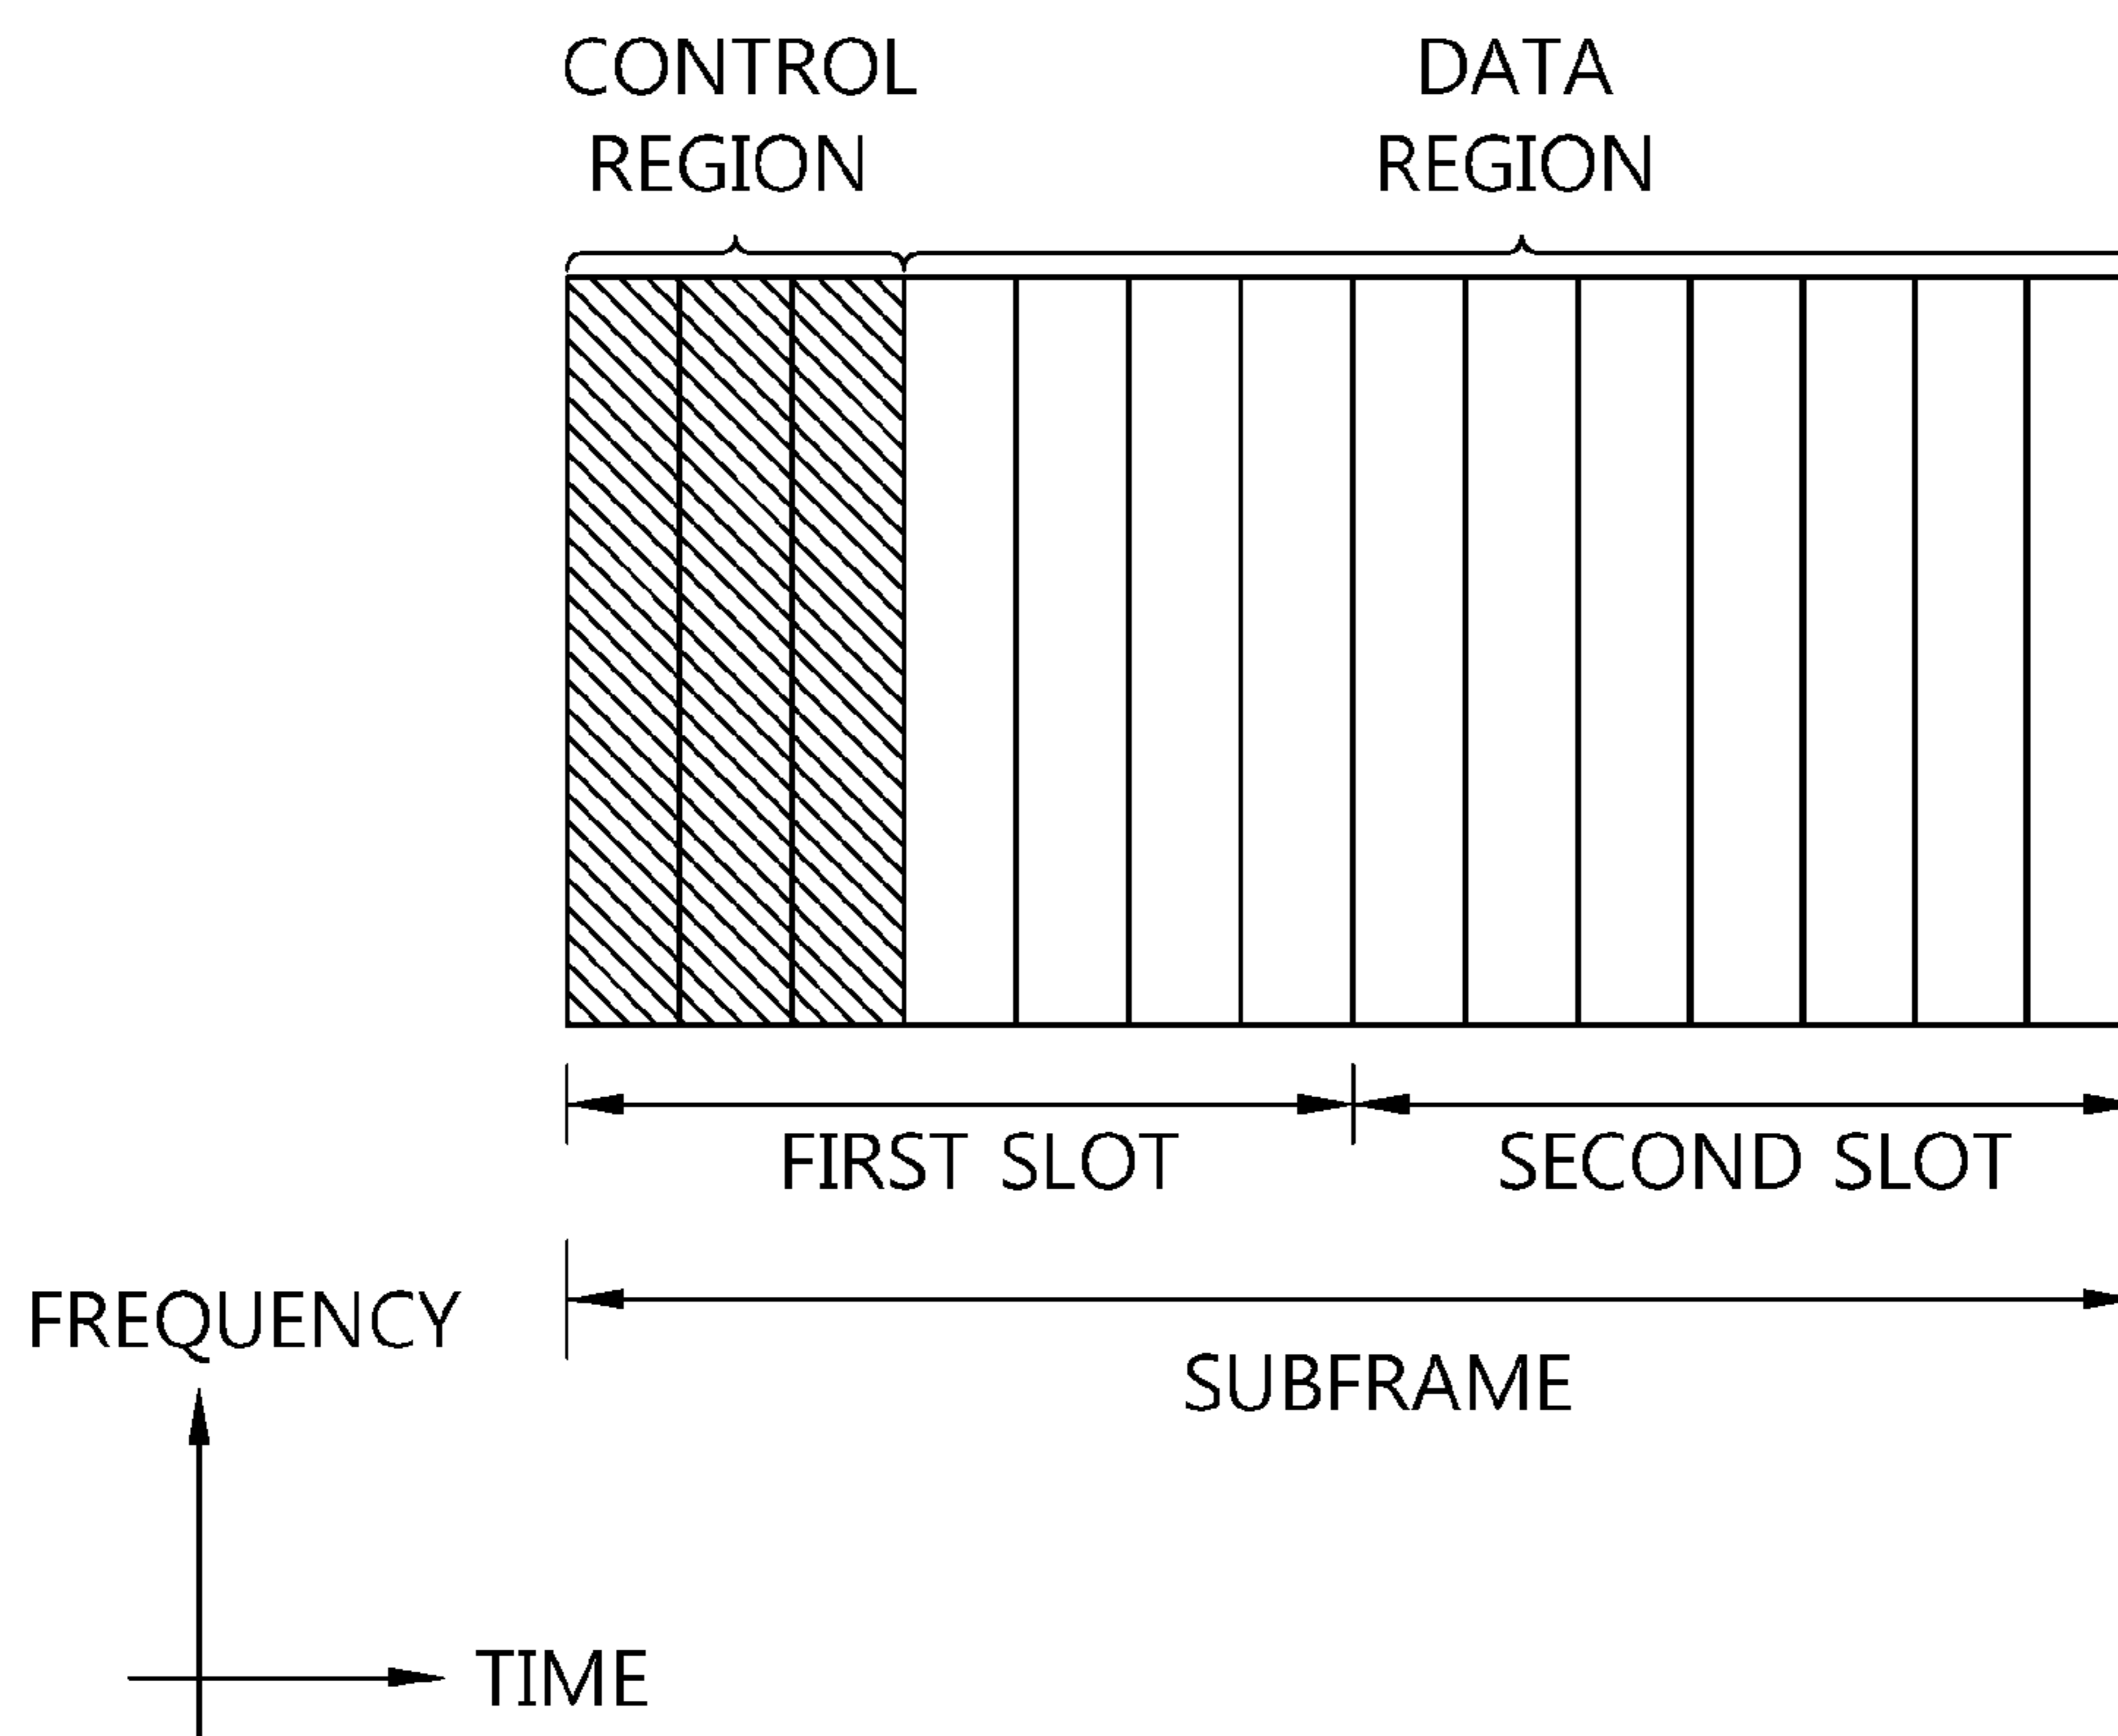 CONTROL
REGION
DATA
REGION
FIRST SLOT
SECOND SLOT
SUBFRAME
FREQUENCY
TIME